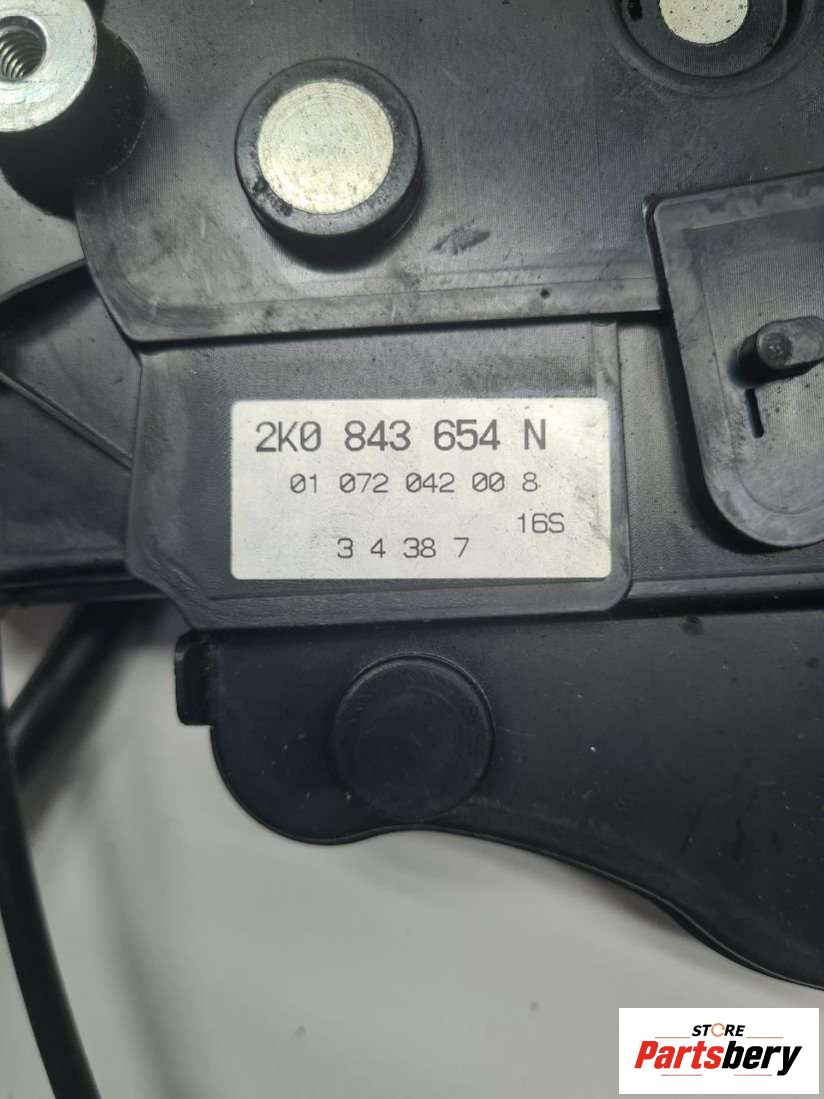 2K0 843 654 N
01 072 042 00 8
16S
3 4 38 7
STORE
Partsbery